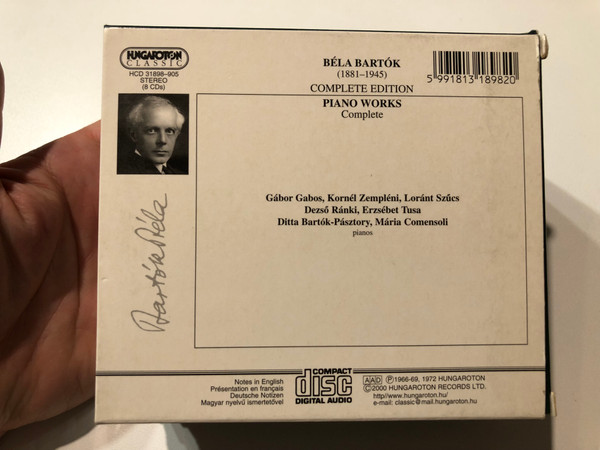 HUNGAROTON
CLASSIC
HCD 31898–905
STEREO
(8 CDs)
BÉLA BARTÓK
(1881–1945)
COMPLETE EDITION
PIANO WORKS
Complete
5 991813 189820
Gábor Gabos, Kornél Zempléni, Loránt Szűcs
Dezső Ránki, Erzsébet Tusa
Ditta Bartók-Pásztory, Mária Comensoli
pianos
Bartók Béla
Notes in English
Présentation en français
Deutsche Notizen
Magyar nyelvű ismertetővel
COMPACT
disc
DIGITAL AUDIO
AAD Ⓟ1966-69, 1972 HUNGAROTON
©2000 HUNGAROTON RECORDS LTD.
http//www.hungaroton.hu/
e-mail: classic@mail.hungaroton.hu